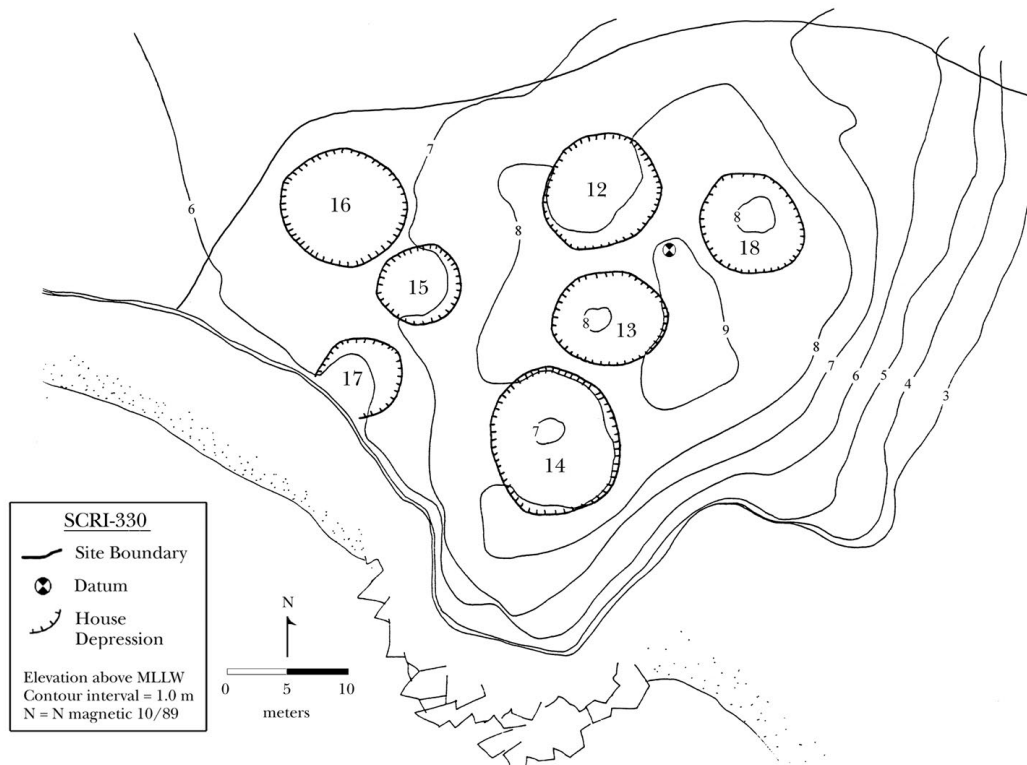 7
12
16
6
8
8
18
15
9
8
13
8
7
6
5
4
3
17
7
14
SCRI-330
Site Boundary
Datum
House
Depression
Elevation above MLLW
Contour interval = 1.0 m
N = N magnetic 10/89
N
0 5 10
meters